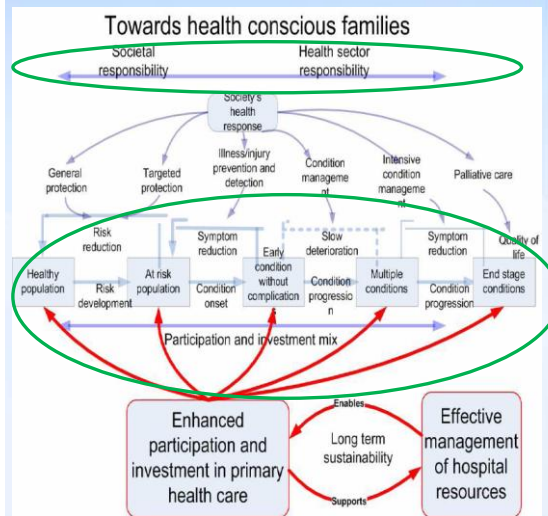 Towards health conscious families
Societal
responsibility
Health sector
responsibility
Society's
health
response
General
protection
Targeted
protection
Illness/injury
prevention and
detection
Condition
manageme
nt
Intensive
condition
managem
ent
Palliative care
Risk
reduction
Symptom
reduction
Slow
deterioration
Symptom
reduction
Quality of
life
Healthy
population
Risk
development
At risk
population
Condition
onset
Early
condition
without
complication
s
Condition
progressio
n
Multiple
conditions
Condition
progression
End stage
conditions
Participation and investment mix
Enhanced
participation and
investment in primary
health care
Enables
Long term
sustainability
Supports
Effective
management
of hospital
resources